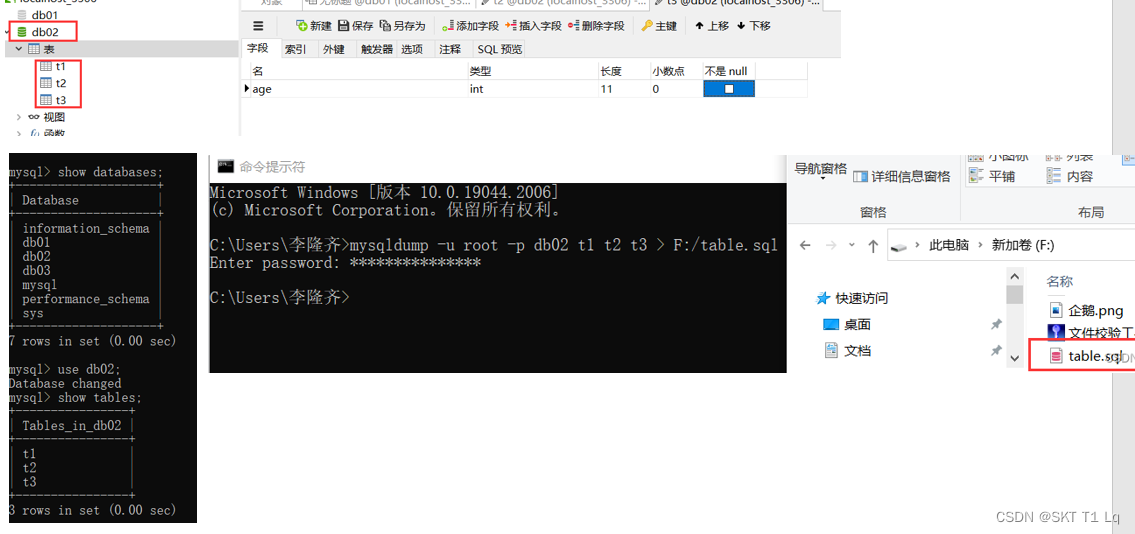 localhost_3306
db01
db02
表
t1
t2
t3
视图
函数
对象
无标题 @db01 (localhost_33...
t2 @db02 (localhost_3306) -...
t3 @db02 (localhost_3306) -...
新建 保存 另存为 添加字段 插入字段 删除字段 主键 上移 下移
字段 索引 外键 触发器 选项 注释 SQL 预览
名 类型 长度 小数点 不是 null
age int 11 0
mysql> show databases;
+--------------------+
| Database |
+--------------------+
| information_schema |
| db01 |
| db02 |
| db03 |
| mysql |
| performance_schema |
| sys |
+--------------------+
7 rows in set (0.00 sec)
mysql> use db02;
Database changed
mysql> show tables;
+----------------+
| Tables_in_db02 |
+----------------+
| t1 |
| t2 |
| t3 |
+----------------+
3 rows in set (0.00 sec)
命令提示符
Microsoft Windows [版本 10.0.19044.2006]
(c) Microsoft Corporation。保留所有权利。
C:\Users\李隆齐>mysqldump -u root -p db02 t1 t2 t3 > F:/table.sql
Enter password: ***************
C:\Users\李隆齐>
导航窗格
详细信息窗格
窗格
小图标 列表
平铺 内容
布局
此电脑 › 新加卷 (F:)
快速访问
桌面
文档
名称
企鹅.png
文件校验工
table.sql
CSDN @SKT T1 Lq